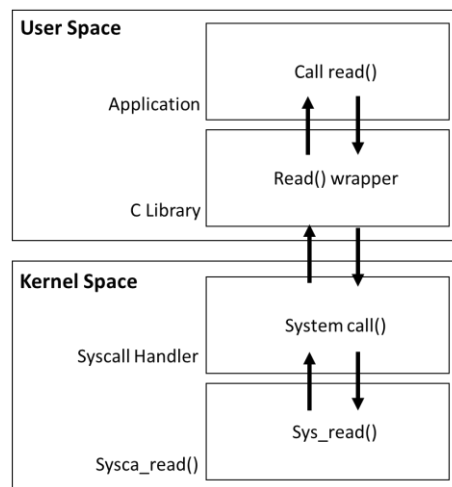 User Space
Call read()
Application
Read() wrapper
C Library
Kernel Space
System call()
Syscall Handler
Sys_read()
Sysca_read()